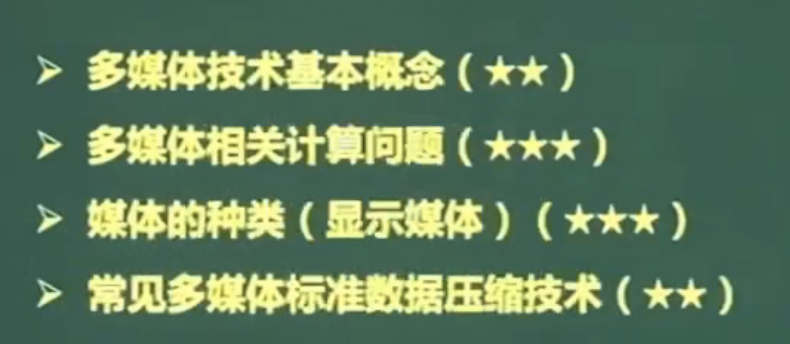 ➢ 多媒体技术基本概念（★★）
➢ 多媒体相关计算问题（★★★）
➢ 媒体的种类（显示媒体）（★★★）
➢ 常见多媒体标准数据压缩技术（★★）